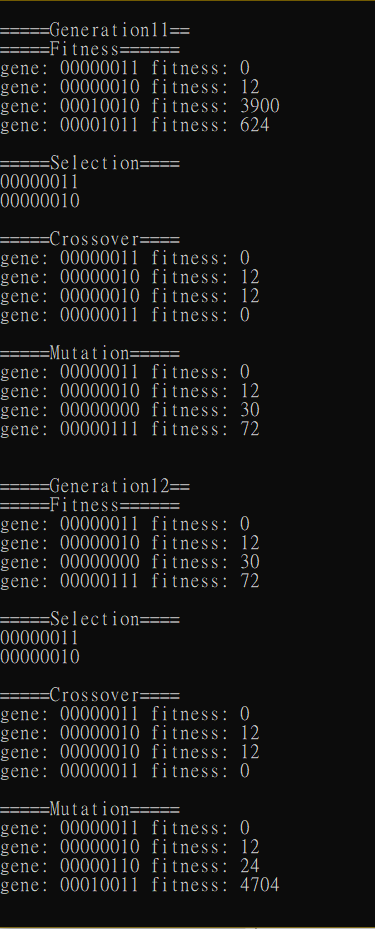 =====Generation11==
=====Fitness======
gene: 00000011 fitness: 0
gene: 00000010 fitness: 12
gene: 00010010 fitness: 3900
gene: 00001011 fitness: 624
=====Selection====
00000011
00000010
=====Crossover====
gene: 00000011 fitness: 0
gene: 00000010 fitness: 12
gene: 00000010 fitness: 12
gene: 00000011 fitness: 0
=====Mutation=====
gene: 00000011 fitness: 0
gene: 00000010 fitness: 12
gene: 00000000 fitness: 30
gene: 00000111 fitness: 72
=====Generation12==
=====Fitness======
gene: 00000011 fitness: 0
gene: 00000010 fitness: 12
gene: 00000000 fitness: 30
gene: 00000111 fitness: 72
=====Selection====
00000011
00000010
=====Crossover====
gene: 00000011 fitness: 0
gene: 00000010 fitness: 12
gene: 00000010 fitness: 12
gene: 00000011 fitness: 0
=====Mutation=====
gene: 00000011 fitness: 0
gene: 00000010 fitness: 12
gene: 00000110 fitness: 24
gene: 00010011 fitness: 4704